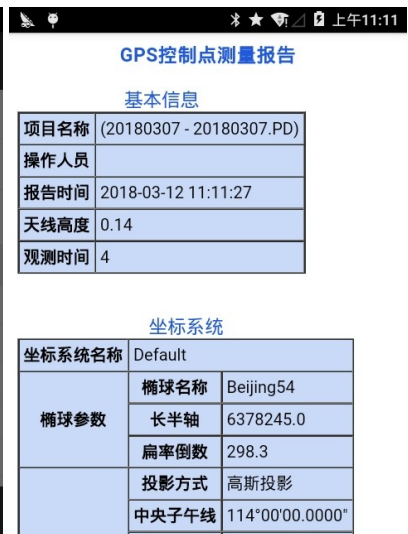 上午11:11
GPS控制点测量报告
基本信息
项目名称 (20180307 - 20180307.PD)
操作人员
报告时间 2018-03-12 11:11:27
天线高度 0.14
观测时间 4
坐标系统
坐标系统名称 Default
椭球参数 椭球名称 Beijing54
长半轴 6378245.0
扁率倒数 298.3
投影方式 高斯投影
中央子午线 114°00'00.0000"